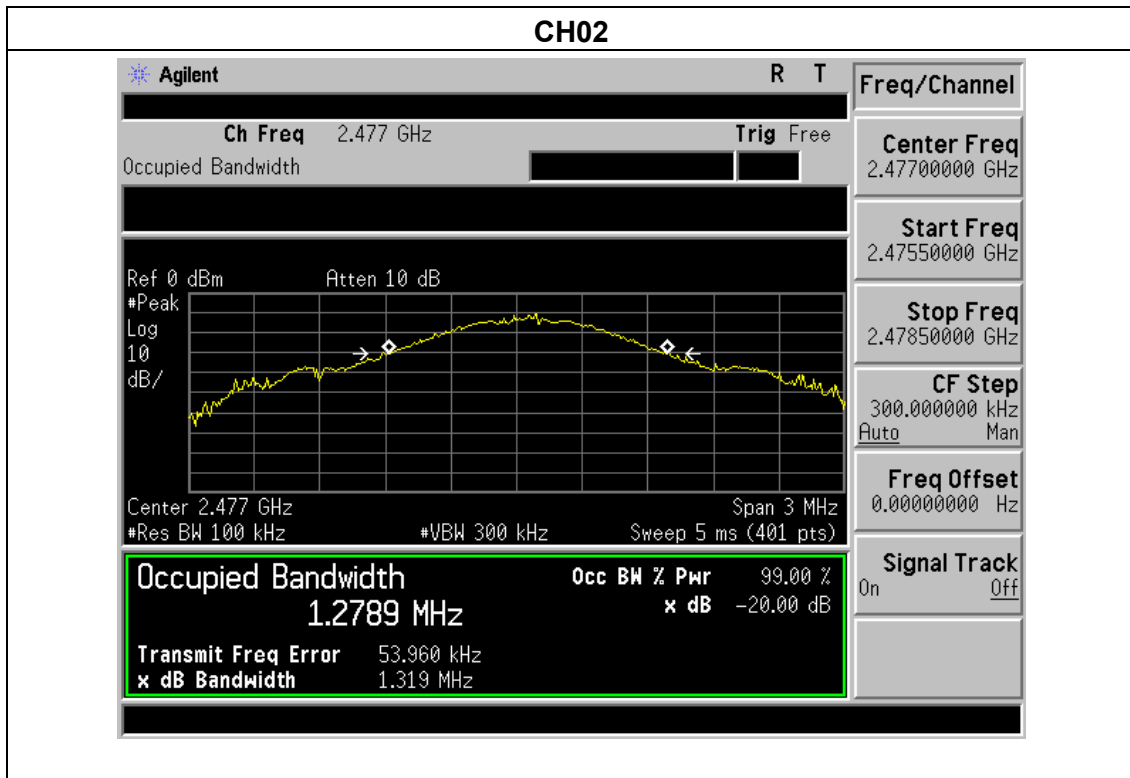 CH02
Agilent R T
Ch Freq 2.477 GHz Trig Free
Occupied Bandwidth
Ref 0 dBm Atten 10 dB
#Peak
Log
10
dB/
Center 2.477 GHz Span 3 MHz
#Res BW 100 kHz #VBW 300 kHz Sweep 5 ms (401 pts)
Occupied Bandwidth
1.2789 MHz
Occ BW % Pwr 99.00 %
x dB -20.00 dB
Transmit Freq Error 53.960 kHz
x dB Bandwidth 1.319 MHz
Freq/Channel
Center Freq
2.47700000 GHz
Start Freq
2.47550000 GHz
Stop Freq
2.47850000 GHz
CF Step
300.000000 kHz
Auto Man
Freq Offset
0.00000000 Hz
Signal Track
On Off